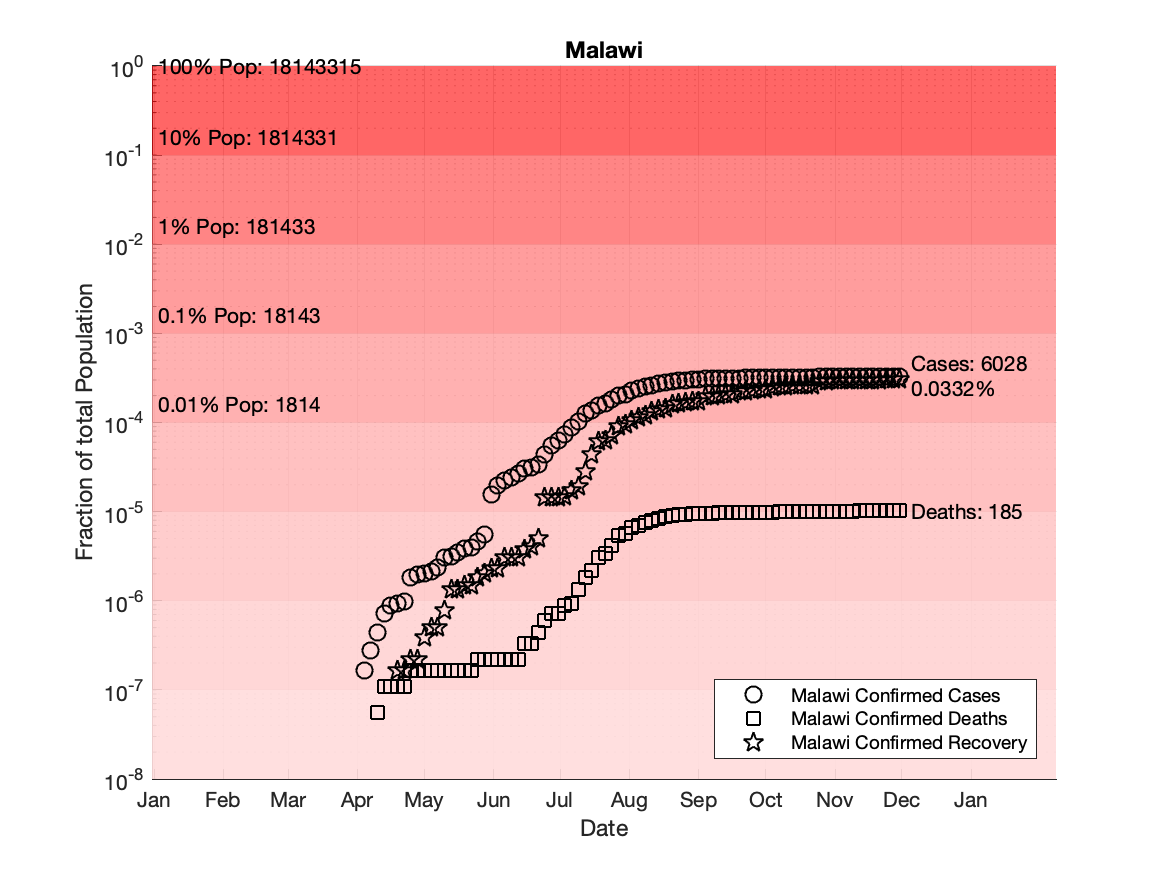 Malawi
10^0
100% Pop: 18143315
10% Pop: 1814331
10^-1
1% Pop: 181433
10^-2
0.1% Pop: 18143
10^-3
Cases: 6028
0.0332%
0.01% Pop: 1814
10^-4
10^-5
Deaths: 185
10^-6
10^-7
10^-8
Fraction of total Population
Malawi Confirmed Cases
Malawi Confirmed Deaths
Malawi Confirmed Recovery
Jan Feb Mar Apr May Jun Jul Aug Sep Oct Nov Dec Jan
Date